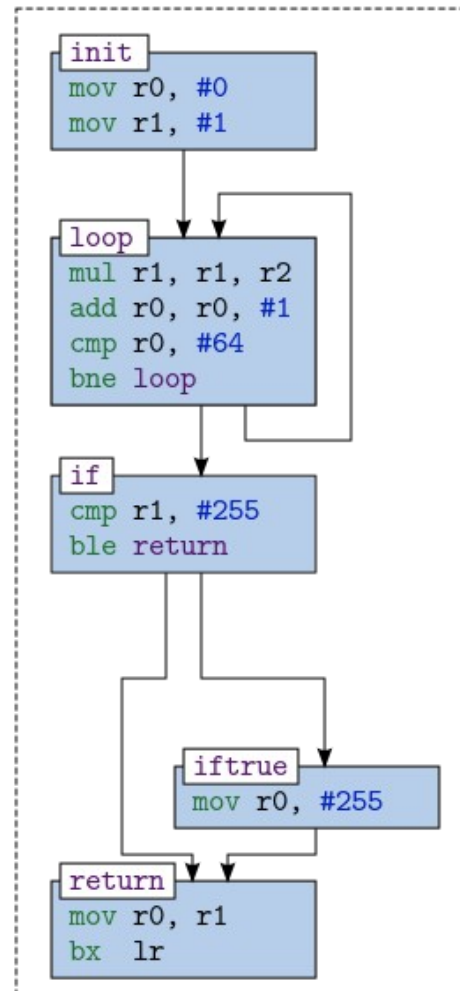 init
mov r0, #0
mov r1, #1
loop
mul r1, r1, r2
add r0, r0, #1
cmp r0, #64
bne loop
if
cmp r1, #255
ble return
iftrue
mov r0, #255
return
mov r0, r1
bx lr